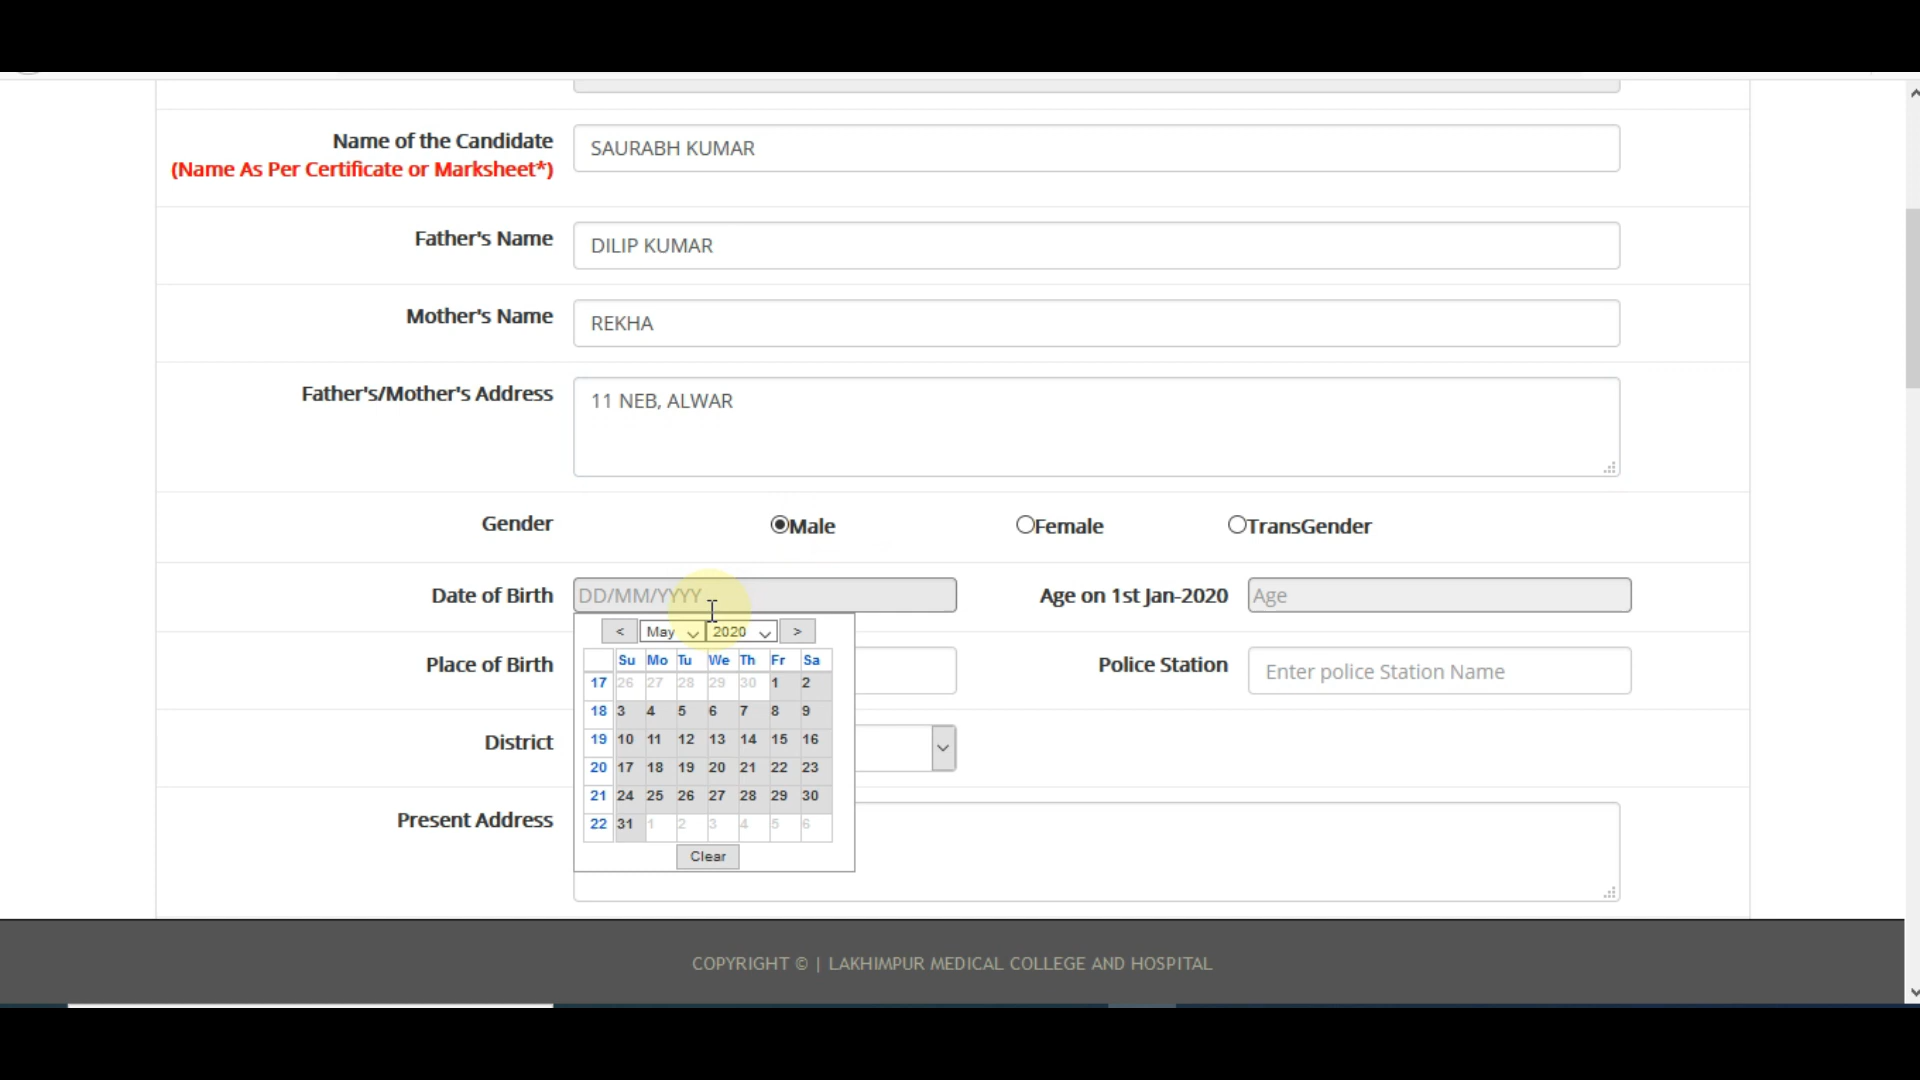 Name of the Candidate
(Name As Per Certificate or Marksheet*)
SAURABH KUMAR
Father's Name
DILIP KUMAR
Mother's Name
REKHA
Father's/Mother's Address
11 NEB, ALWAR
Gender
Male
Female
TransGender
Date of Birth
DD/MM/YYYY
Age on 1st Jan-2020
Age
< May 2020 >
Su Mo Tu We Th Fr Sa
17 26 27 28 29 30 1 2
18 3 4 5 6 7 8 9
19 10 11 12 13 14 15 16
20 17 18 19 20 21 22 23
21 24 25 26 27 28 29 30
22 31 1 2 3 4 5 6
Clear
Place of Birth
Police Station
Enter police Station Name
District
Present Address
COPYRIGHT © | LAKHIMPUR MEDICAL COLLEGE AND HOSPITAL